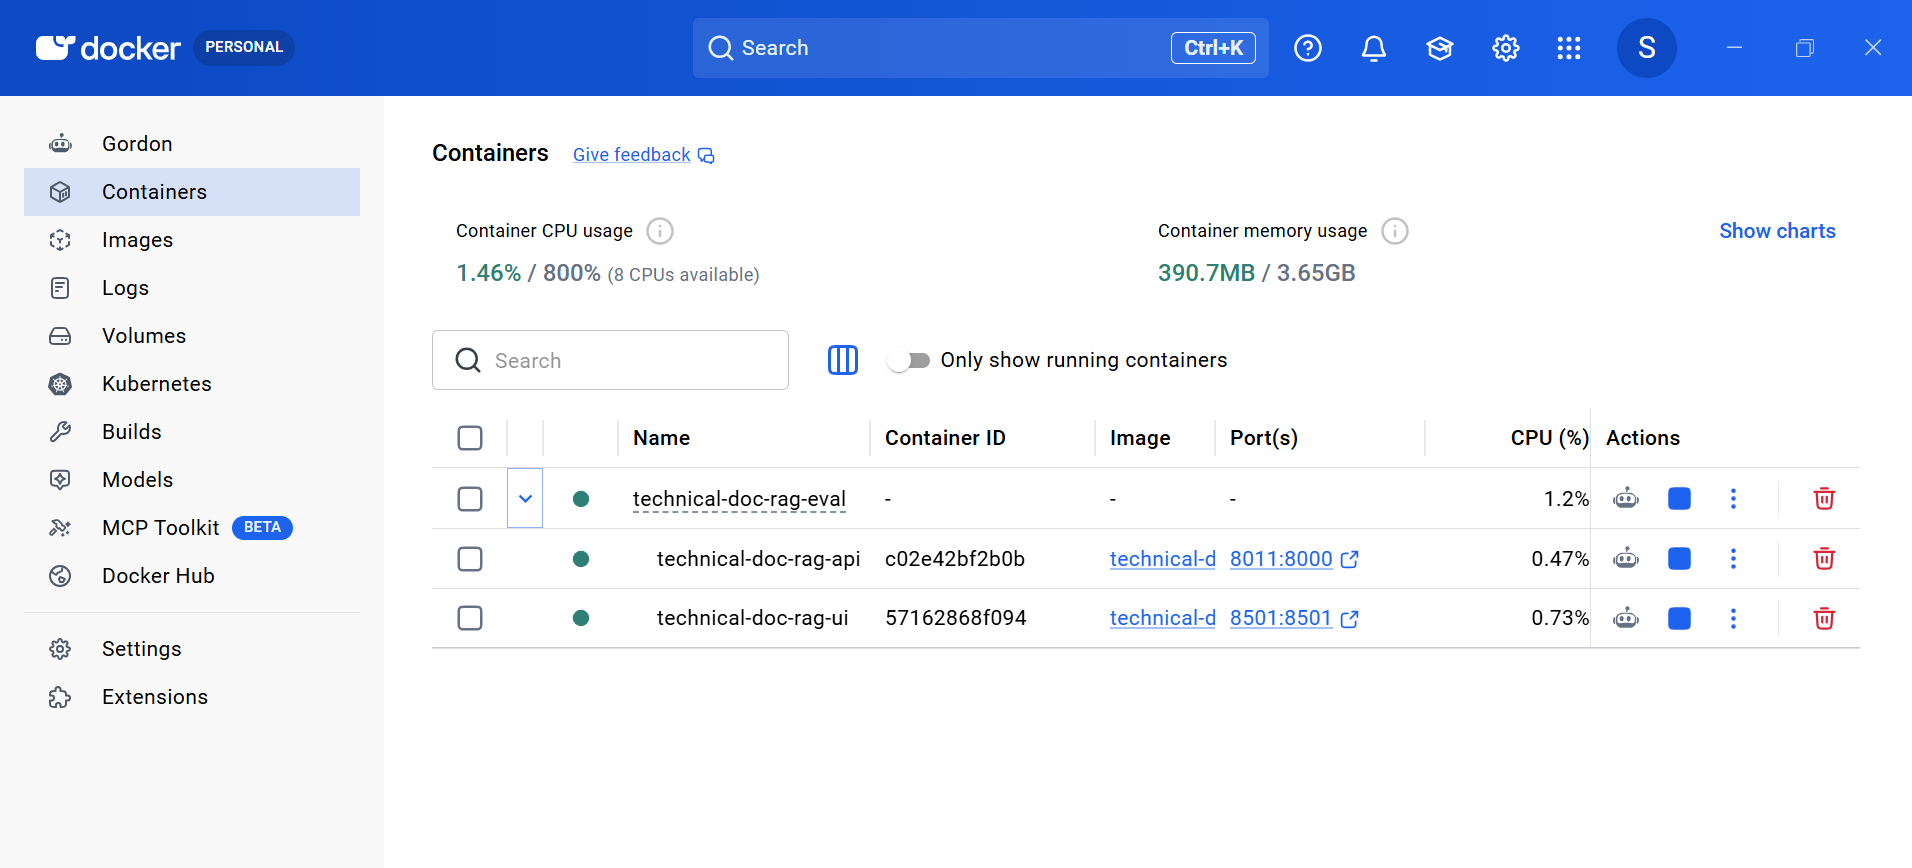 docker PERSONAL
Search Ctrl+K
S
Gordon
Containers
Images
Logs
Volumes
Kubernetes
Builds
Models
MCP Toolkit BETA
Docker Hub
Settings
Extensions
Containers Give feedback
Container CPU usage
1.46% / 800% (8 CPUs available)
Container memory usage
390.7MB / 3.65GB
Show charts
Search
Only show running containers
Name Container ID Image Port(s) CPU (%) Actions
technical-doc-rag-eval - - - 1.2%
technical-doc-rag-api c02e42bf2b0b technical-d 8011:8000 0.47%
technical-doc-rag-ui 57162868f094 technical-d 8501:8501 0.73%